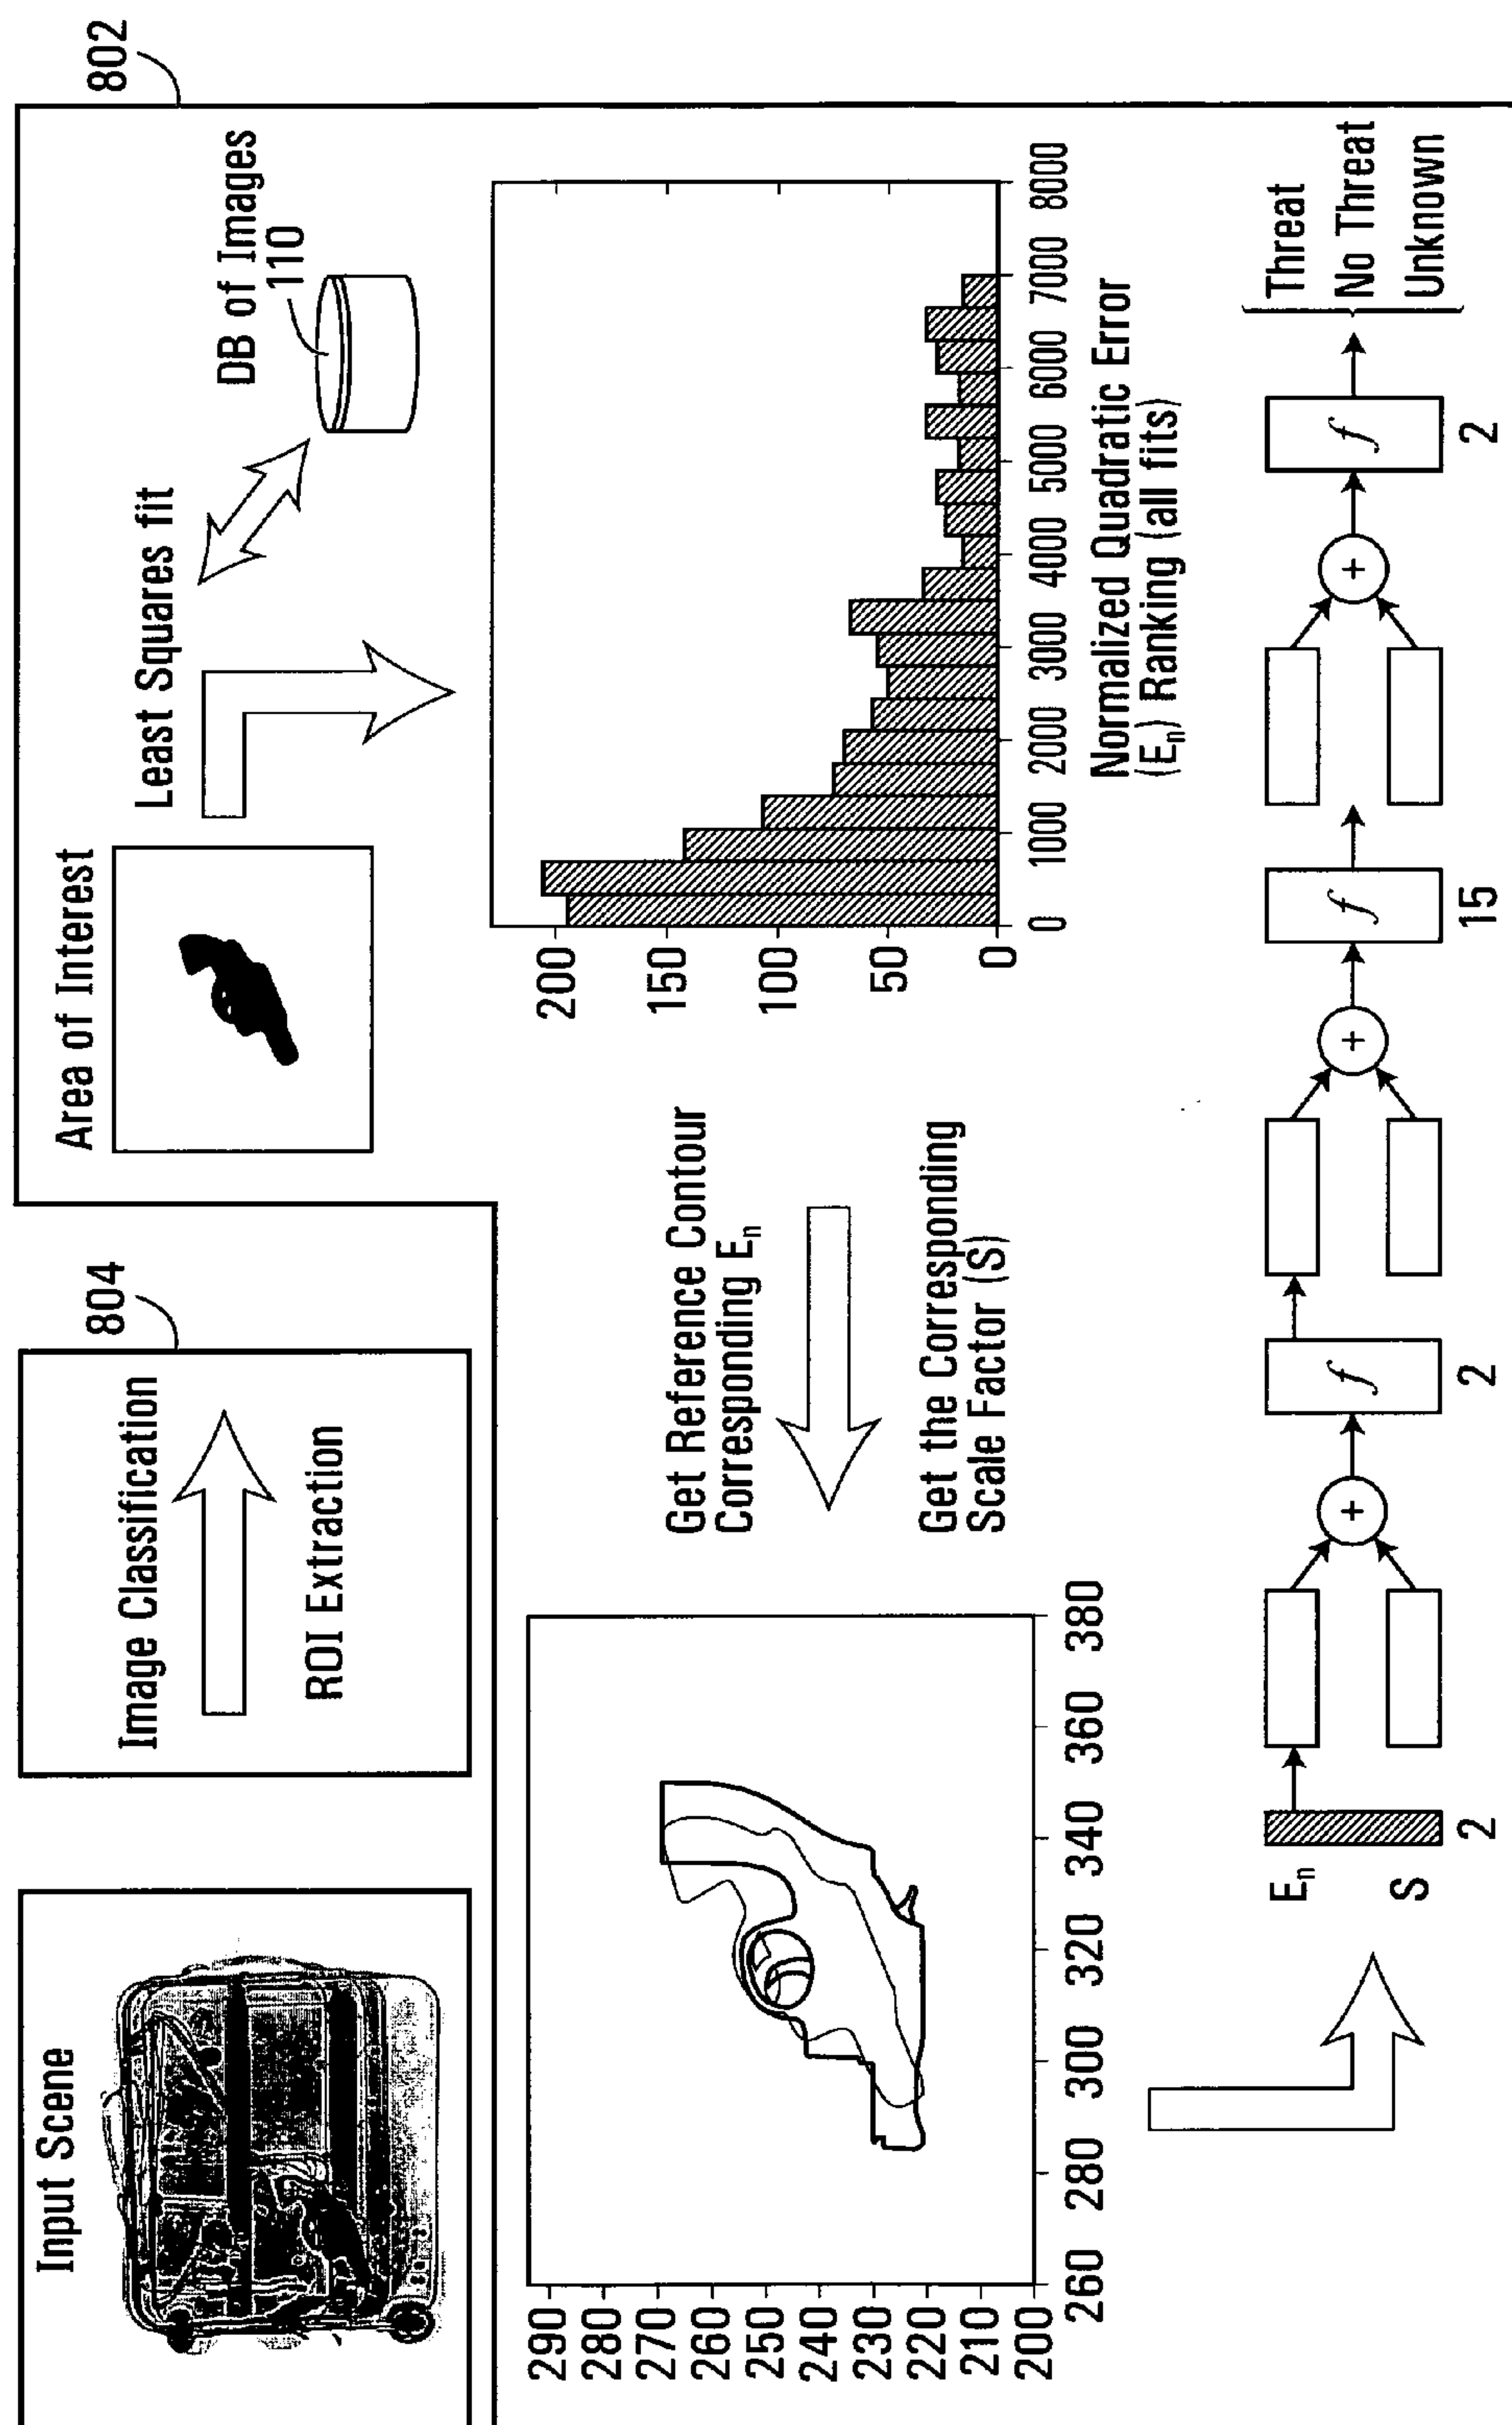 Input Scene
Image Classification
ROI Extraction
804
Area of Interest
Least Squares fit
DB of Images
110
802
200
150
100
50
0
0 1000 2000 3000 4000 5000 6000 7000 8000
Normalized Quadratic Error
(Eₙ) Ranking (all fits)
Get Reference Contour
Corresponding Eₙ
Get the Corresponding
Scale Factor (S)
290
280
270
260
250
240
230
220
210
200
260 280 300 320 340 360 380
Eₙ
S
2
+
f
2
+
f
15
+
f
2
Threat
No Threat
Unknown